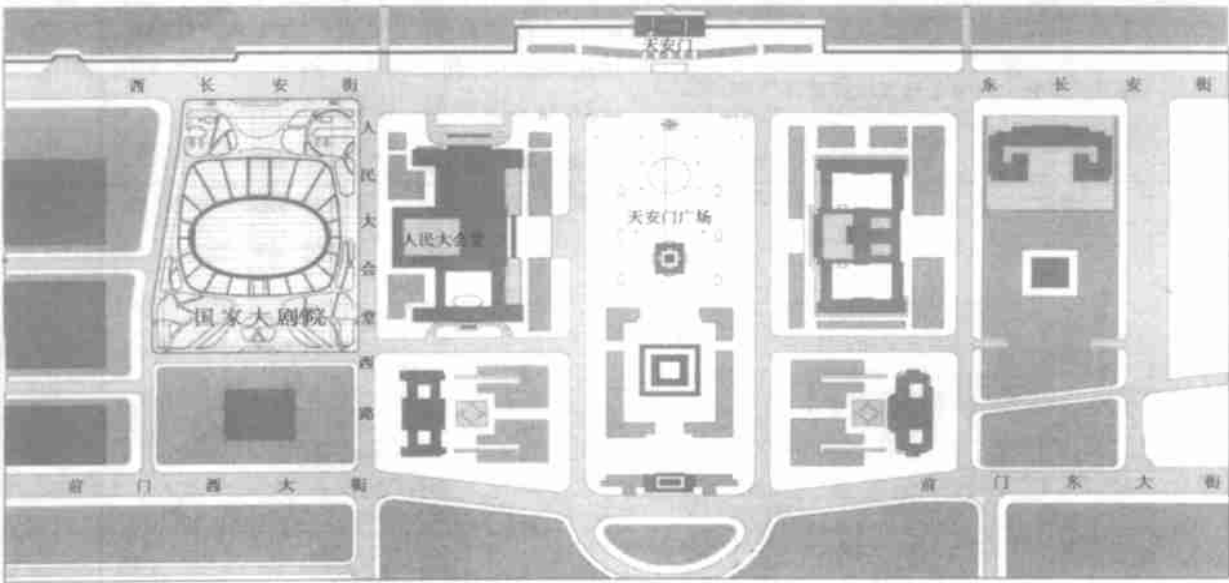 天安门
西长安街
东长安街
人民大会堂西路
天安门广场
人民大会堂
国家大剧院
前门西大街
前门东大街